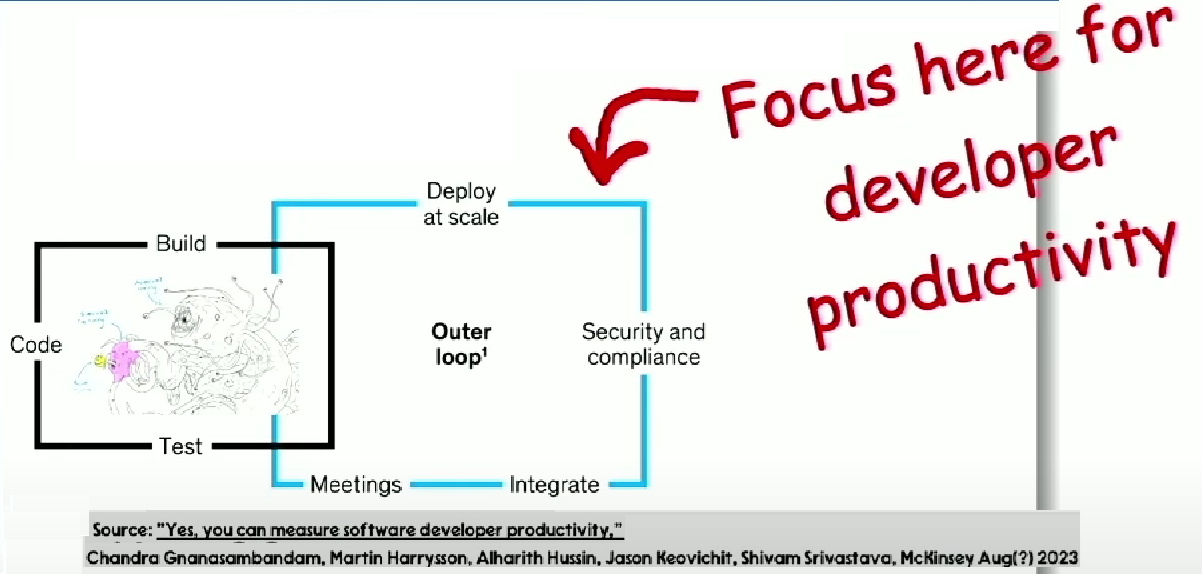 Focus here for
developer
productivity
Deploy
at scale
Build
Code
Outer
loop¹
Security and
compliance
Test
Meetings
Integrate
Source: "Yes, you can measure software developer productivity,"
Chandra Gnanasambandam, Martin Harrysson, Alharith Hussin, Jason Keovichit, Shivam Srivastava, McKinsey Aug(?) 2023